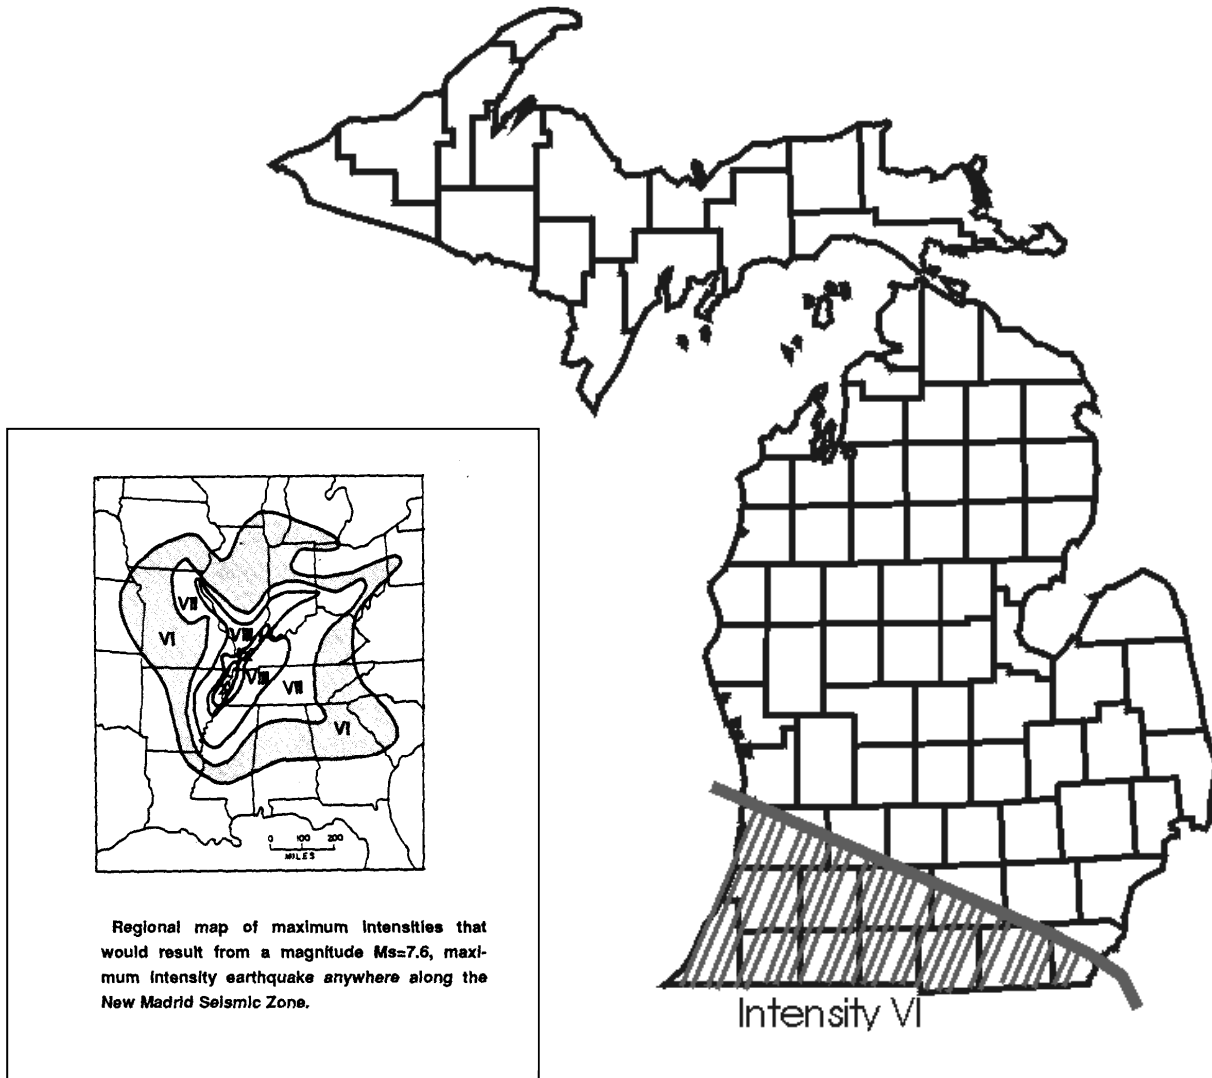 VII
VI
VIII
VIII
VII
VI
0 100 200
MILES
Regional map of maximum intensities that
would result from a magnitude Ms=7.6, maxi-
mum intensity earthquake anywhere along the
New Madrid Seismic Zone.
Intensity VI